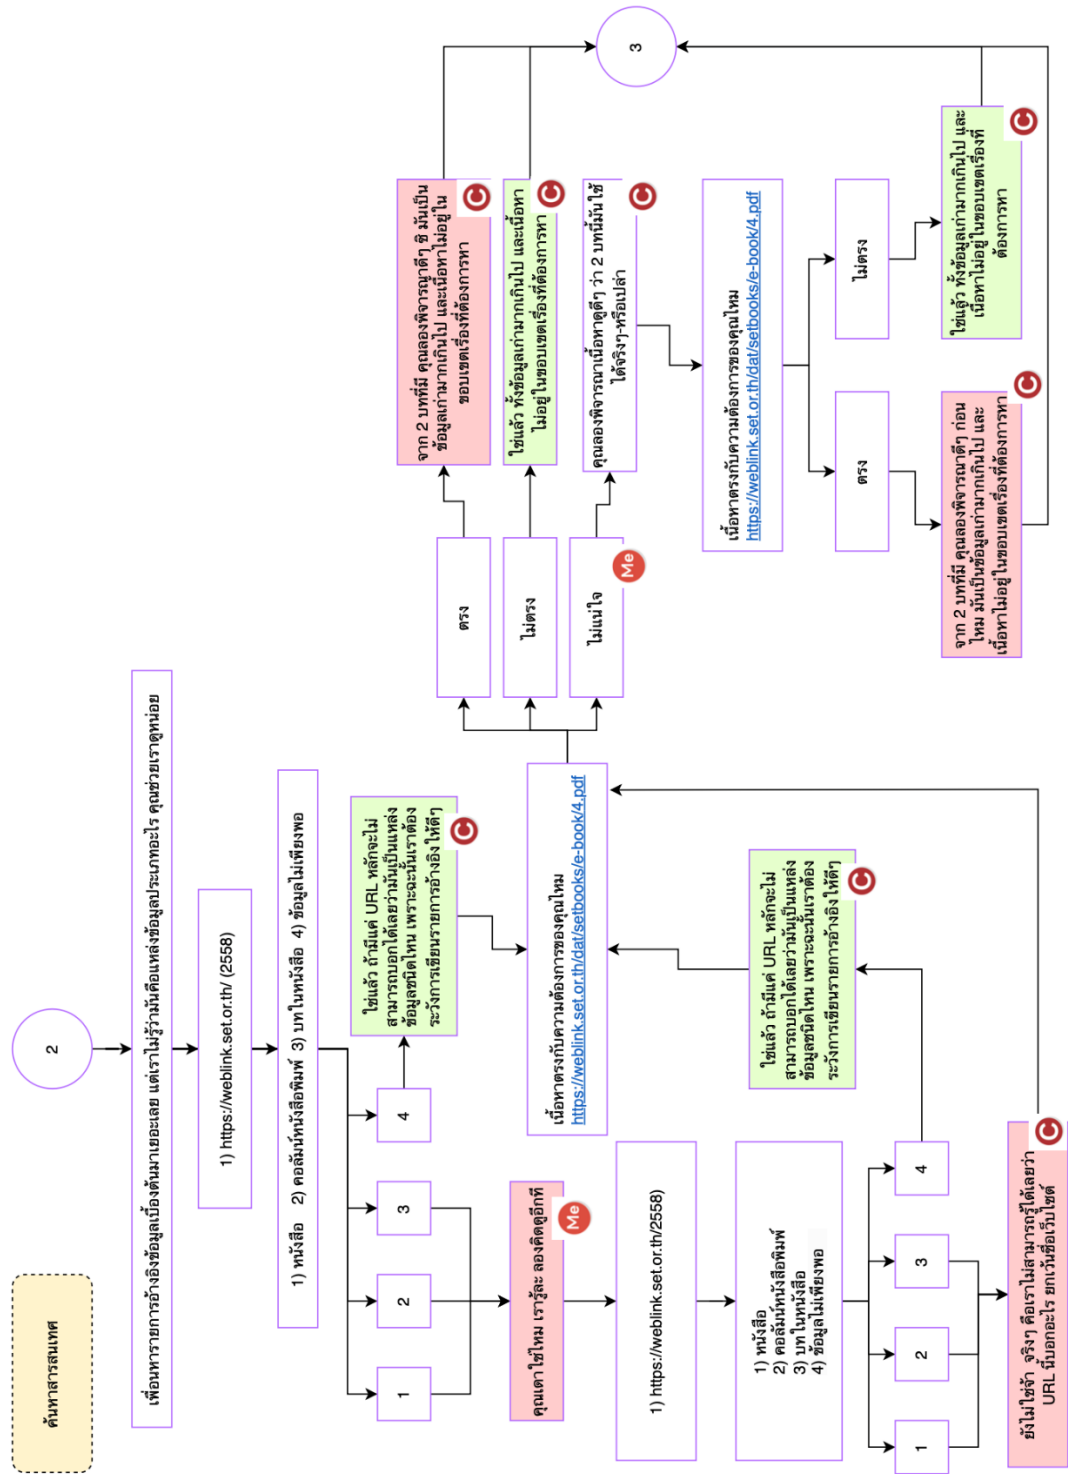 ค้นหาสารสนเทศ
2
เพื่อนหารายการอ้างอิงข้อมูลเบื้องต้นมาเยอะเลย แต่เราไม่รู้ว่ามันคือแหล่งข้อมูลประเภทอะไร คุณช่วยเราดูหน่อย
1) https://weblink.set.or.th/ (2558)
1) หนังสือ 2) คอลัมน์หนังสือพิมพ์ 3) บทในหนังสือ 4) ข้อมูลไม่เพียงพอ
1
2
3
4
ใช่แล้ว ถ้ามีแค่ URL หลักจะไม่
สามารถบอกได้เลยว่ามันเป็นแหล่ง
ข้อมูลชนิดไหน เพราะฉะนั้นเราต้อง
ระวังการเขียนรายการอ้างอิงให้ดีๆ
C
คุณเดาใช่ไหม เรารู้ละ ลองคิดดูอีกที
Me
1) https://weblink.set.or.th/2558)
1) หนังสือ
2) คอลัมน์หนังสือพิมพ์
3) บทในหนังสือ
4) ข้อมูลไม่เพียงพอ
1
2
3
4
ยังไม่ใช่จ้า จริงๆ คือเราไม่สามารถรู้ได้เลยว่า
URL นี้บอกอะไร ยกเว้นชื่อเว็บไซต์
C
ใช่แล้ว ถ้ามีแค่ URL หลักจะไม่
สามารถบอกได้เลยว่ามันเป็นแหล่ง
ข้อมูลชนิดไหน เพราะฉะนั้นเราต้อง
ระวังการเขียนรายการอ้างอิงให้ดีๆ
C
เนื้อหาตรงกับความต้องการของคุณไหม
https://weblink.set.or.th/dat/setbooks/e-book/4.pdf
ตรง
ไม่ตรง
ไม่แน่ใจ
Me
จาก 2 บทที่มี คุณลองพิจารณาดีๆ ซิ มันเป็น
ข้อมูลเก่ามากเกินไป และเนื้อหาไม่อยู่ใน
ขอบเขตเรื่องที่ต้องการหา
C
ใช่แล้ว ทั้งข้อมูลเก่ามากเกินไป และเนื้อหา
ไม่อยู่ในขอบเขตเรื่องที่ต้องการหา
C
คุณลองพิจารณาเนื้อหาดูดีๆ ว่า 2 บทนี้มันใช้
ได้จริงๆ-หรือเปล่า
C
เนื้อหาตรงกับความต้องการของคุณไหม
https://weblink.set.or.th/dat/setbooks/e-book/4.pdf
ตรง
ไม่ตรง
จาก 2 บทที่มี คุณลองพิจารณาดีๆ ก่อน
ไหม มันเป็นข้อมูลเก่ามากเกินไป และ
เนื้อหาไม่อยู่ในขอบเขตเรื่องที่ต้องการหา
C
ใช่แล้ว ทั้งข้อมูลเก่ามากเกินไป และ
เนื้อหาไม่อยู่ในขอบเขตเรื่องที่
ต้องการหา
C
3